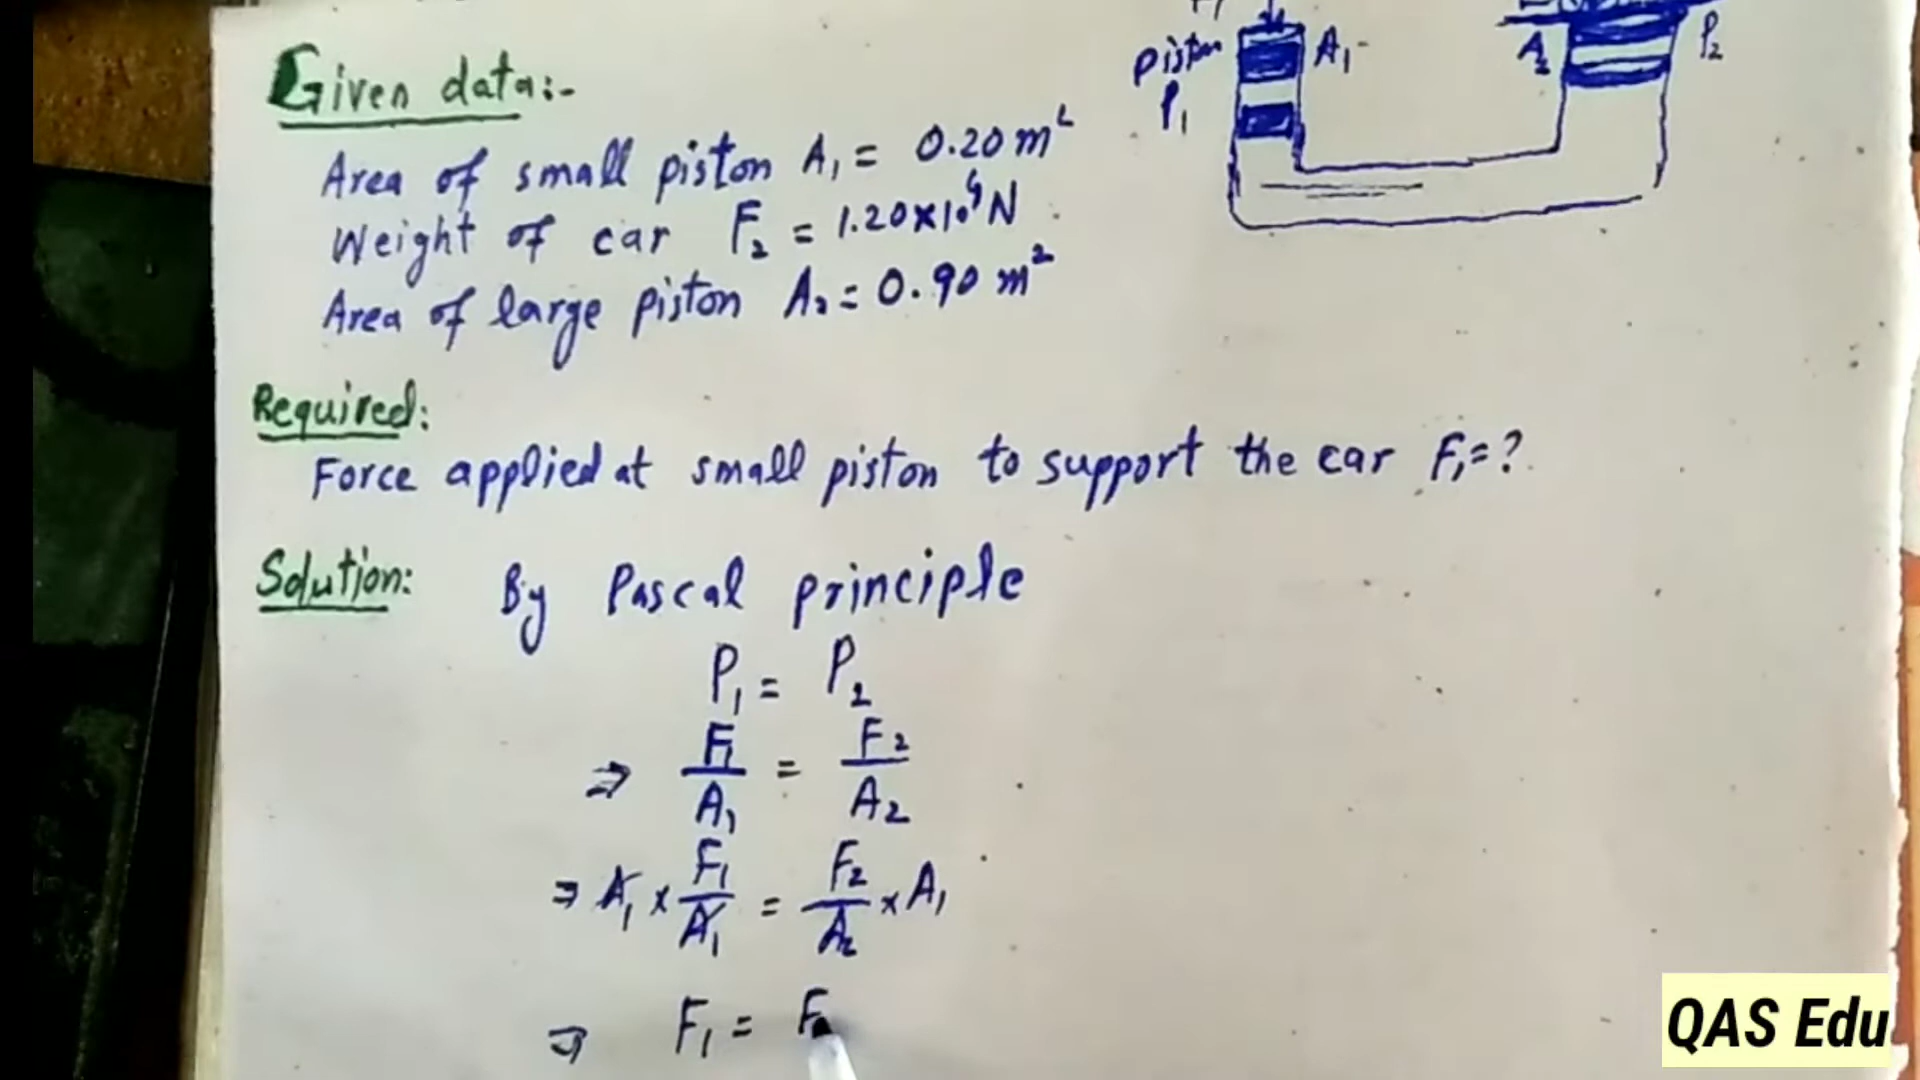 Given data:-
Area of small piston A₁ = 0.20 m²
Weight of car F₂ = 1.20×10⁴ N
Area of large piston A₂ = 0.90 m²
piston A₁
P₁
A₂ P₂
Required:
Force applied at small piston to support the car F₁=?
Solution: By Pascal principle
P₁ = P₂
⇒ F₁/A₁ = F₂/A₂
⇒ A₁ × F₁/A₁ = F₂/A₂ × A₁
⇒ F₁ = F
QAS Edu